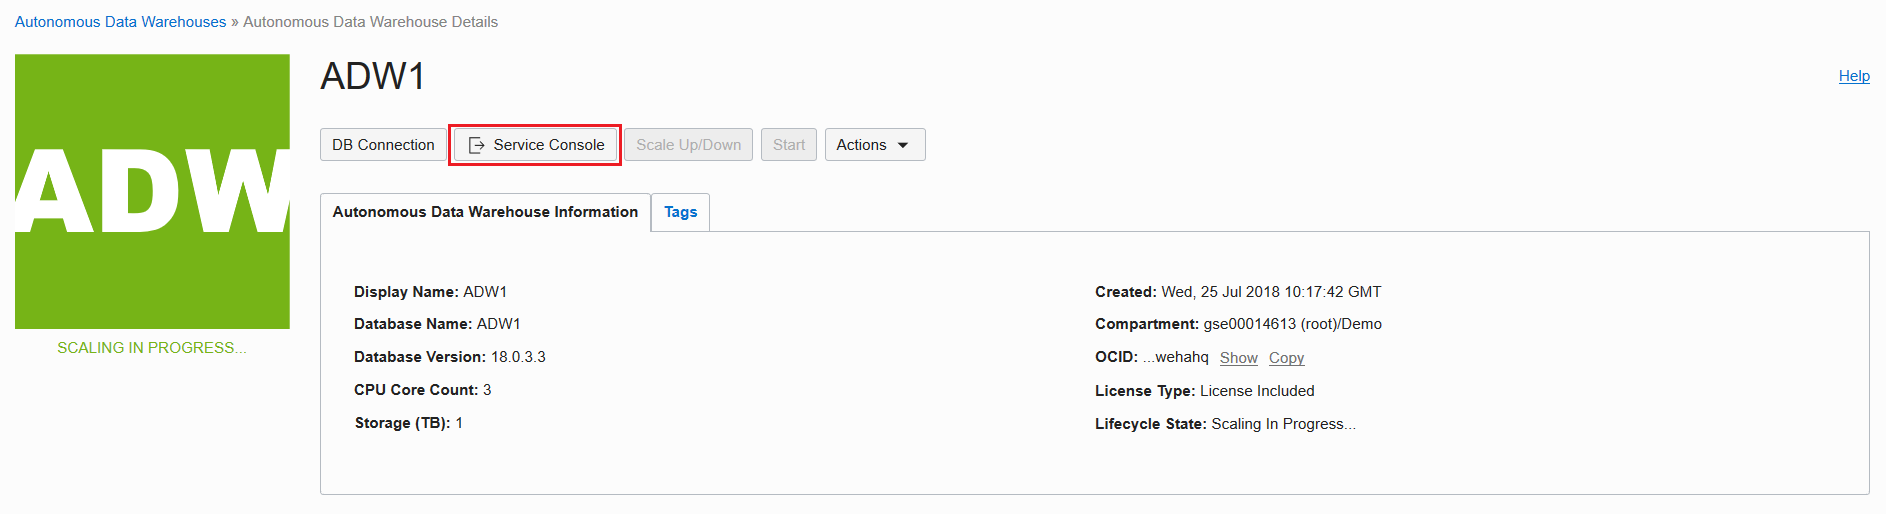 Autonomous Data Warehouses » Autonomous Data Warehouse Details
ADW
SCALING IN PROGRESS...
ADW1
Help
DB Connection Service Console Scale Up/Down Start Actions
Autonomous Data Warehouse Information Tags
Display Name: ADW1
Database Name: ADW1
Database Version: 18.0.3.3
CPU Core Count: 3
Storage (TB): 1
Created: Wed, 25 Jul 2018 10:17:42 GMT
Compartment: gse00014613 (root)/Demo
OCID: ...wehahq Show Copy
License Type: License Included
Lifecycle State: Scaling In Progress...